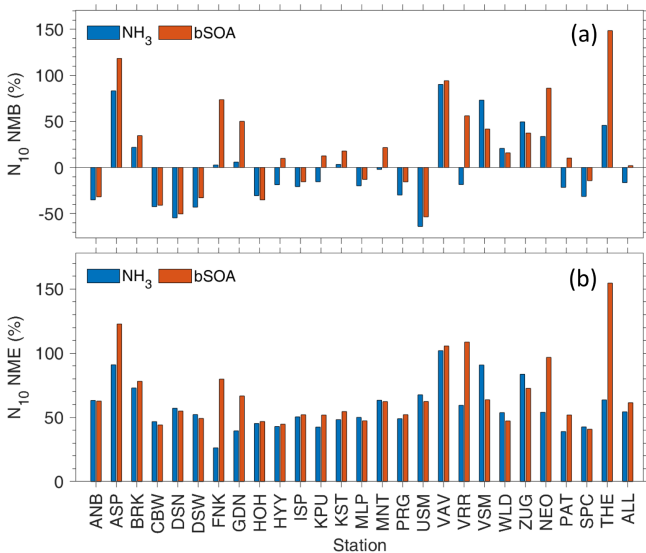 (a)
NH3 bSOA
N10 NMB (%)
150
100
50
0
-50
(b)
NH3 bSOA
N10 NME (%)
150
100
50
0
ANB ASP BRK CBW DSN DSW FNK GDN HOH HYY ISP KPU KST MLP MNT PRG USM VAV VRR VSM WLD ZUG NEO PAT SPC THE ALL
Station